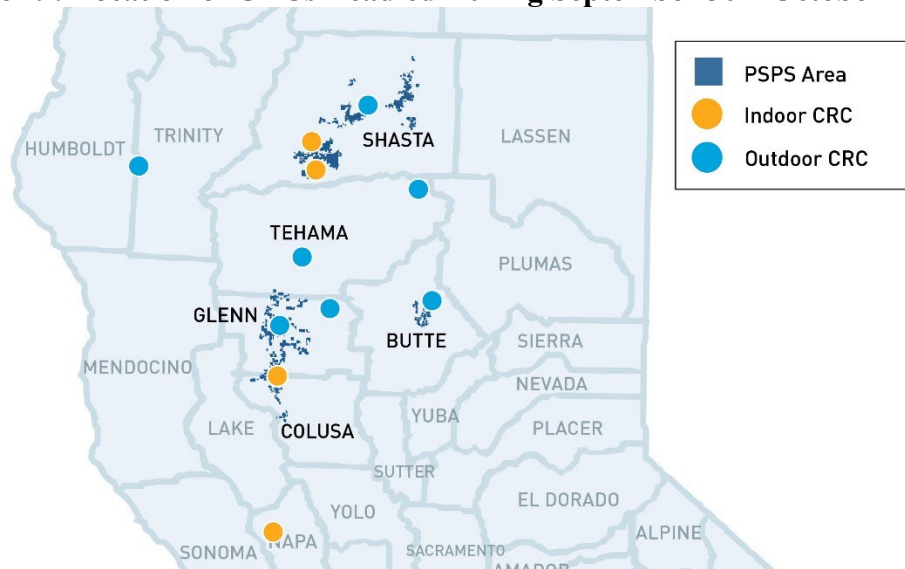 PSPS Area
Indoor CRC
Outdoor CRC
HUMBOLDT
TRINITY
SHASTA
LASSEN
TEHAMA
PLUMAS
GLENN
BUTTE
SIERRA
MENDOCINO
NEVADA
LAKE
COLUSA
YUBA
PLACER
SUTTER
YOLO
EL DORADO
SONOMA
NAPA
SACRAMENTO
ALPINE
AMADOR